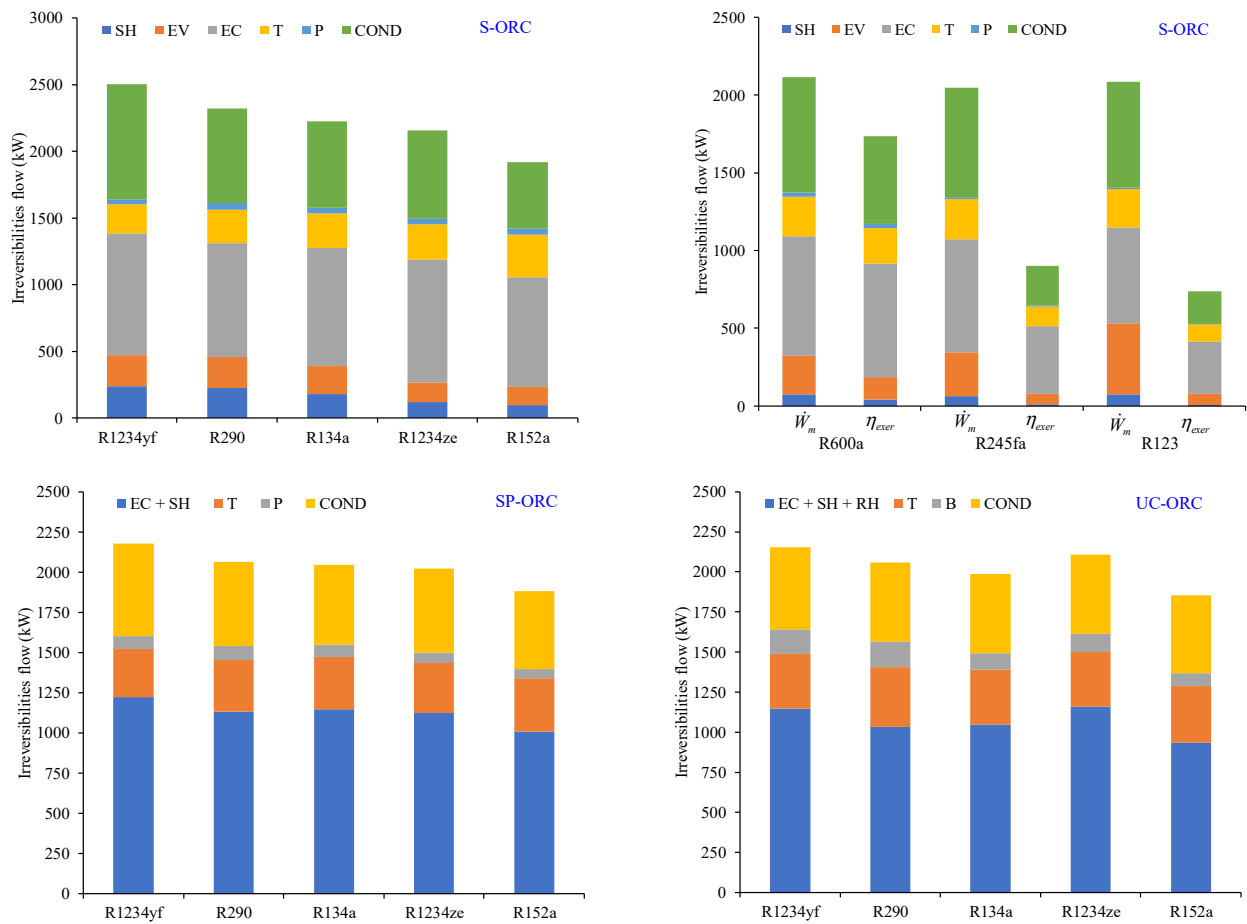 S-ORC
SH EV EC T P COND
Irreversibilities flow (kW)
3000
2500
2000
1500
1000
500
0
R1234yf R290 R134a R1234ze R152a
S-ORC
SH EV EC T P COND
Irreversibilities flow (kW)
2500
2000
1500
1000
500
0
Ẇm ηexer Ẇm ηexer Ẇm ηexer
R600a R245fa R123
SP-ORC
EC + SH T P COND
Irreversibilities flow (kW)
2500
2250
2000
1750
1500
1250
1000
750
500
250
0
R1234yf R290 R134a R1234ze R152a
UC-ORC
EC + SH + RH T B COND
Irreversibilities flow (kW)
2500
2250
2000
1750
1500
1250
1000
750
500
250
0
R1234yf R290 R134a R1234ze R152a